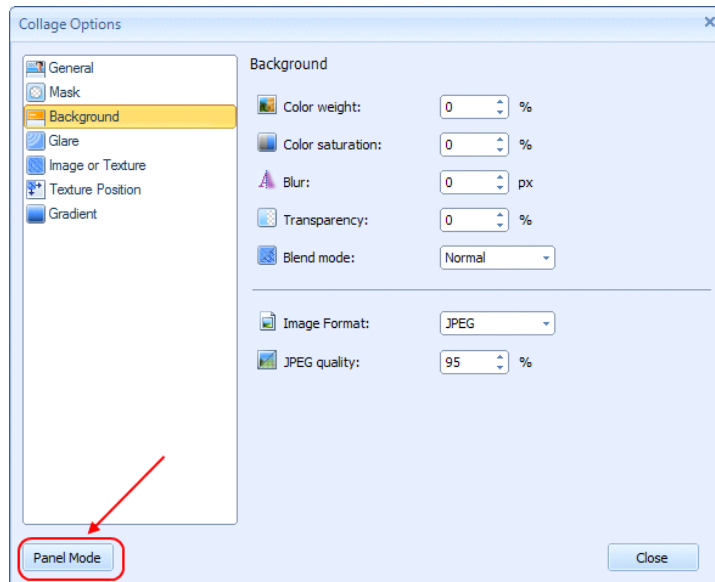 Collage Options
General
Mask
Background
Glare
Image or Texture
Texture Position
Gradient
Background
Color weight: 0 %
Color saturation: 0 %
Blur: 0 px
Transparency: 0 %
Blend mode: Normal
Image Format: JPEG
JPEG quality: 95 %
Panel Mode
Close